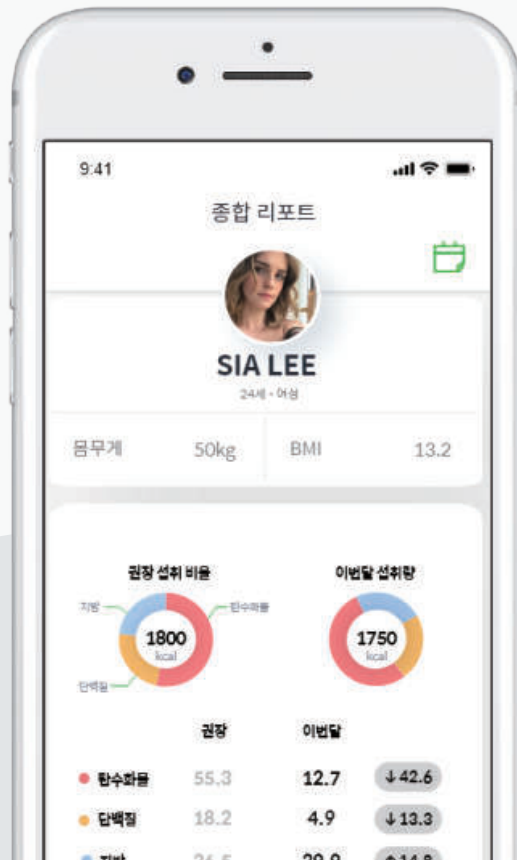 9:41
종합 리포트
SIA LEE
24세 - 여성
몸무게 50kg BMI 13.2
권장 섭취 비율 이번달 섭취량
지방 탄수화물
1800 1750
kcal kcal
단백질
권장 이번달
탄수화물 55.3 12.7 ↓42.6
단백질 18.2 4.9 ↓13.3
지방